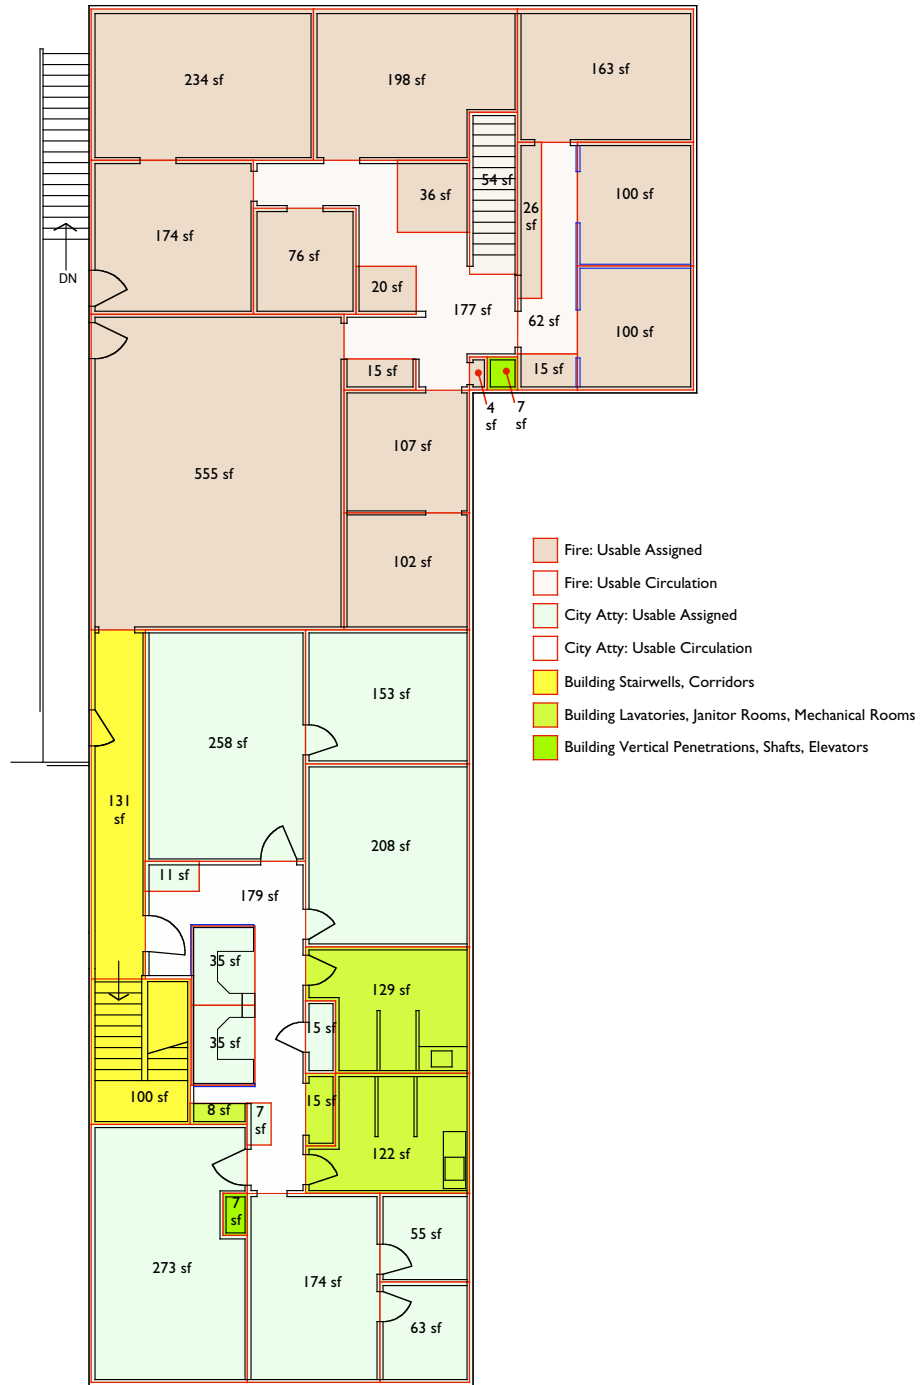 234 sf
198 sf
163 sf
174 sf
36 sf
54 sf
26
sf
100 sf
76 sf
DN
20 sf
177 sf
62 sf
100 sf
15 sf
15 sf
4
sf
7
sf
107 sf
555 sf
102 sf
Fire: Usable Assigned
Fire: Usable Circulation
City Atty: Usable Assigned
City Atty: Usable Circulation
Building Stairwells, Corridors
Building Lavatories, Janitor Rooms, Mechanical Rooms
Building Vertical Penetrations, Shafts, Elevators
153 sf
258 sf
131
sf
208 sf
11 sf
179 sf
35 sf
129 sf
15 sf
35 sf
100 sf
8 sf
7
sf
15 sf
122 sf
7
sf
55 sf
273 sf
174 sf
63 sf